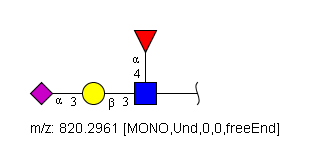 α
4
α 3 β 3
m/z: 820.2961 [MONO,Und,0,0,freeEnd]